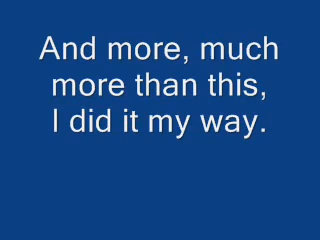 And more, much
more than this,
I did it my way.